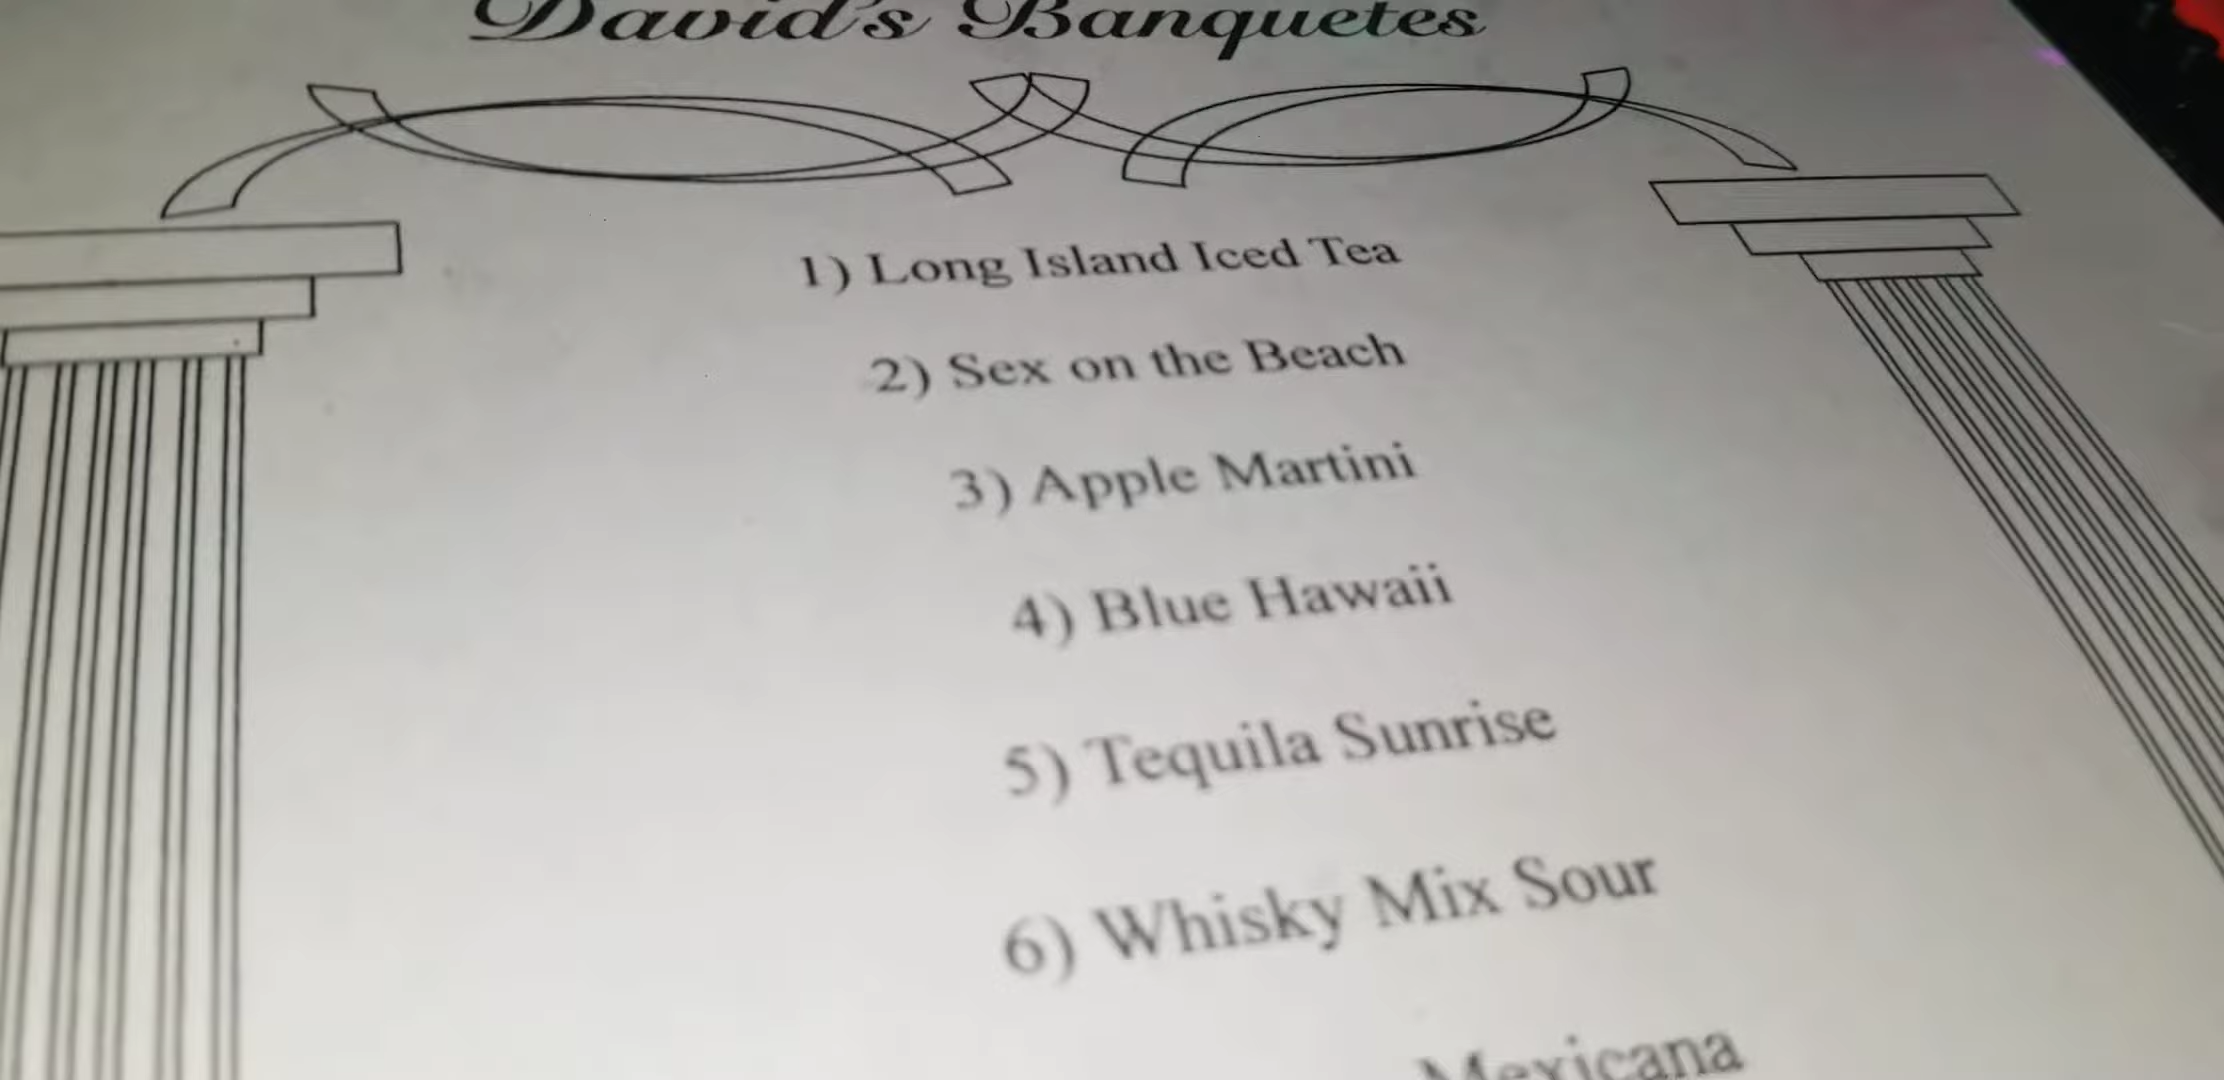 David's Banquetes
1) Long Island Iced Tea
2) Sex on the Beach
3) Apple Martini
4) Blue Hawaii
5) Tequila Sunrise
6) Whisky Mix Sour
Mexicana